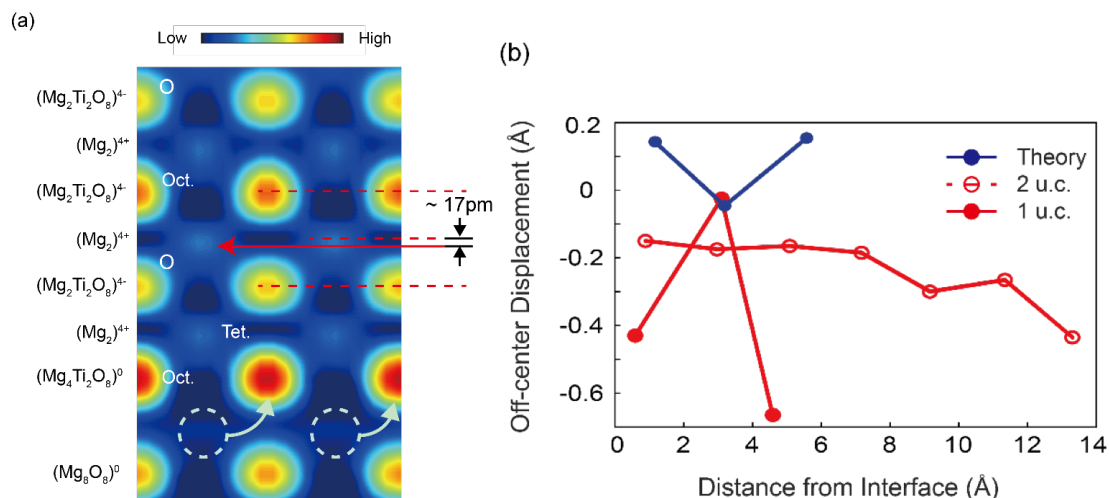 (a)
Low High
(Mg₂Ti₂O₈)⁴⁻
O
(Mg₂)⁴⁺
(Mg₂Ti₂O₈)⁴⁻
Oct.
~ 17pm
(Mg₂)⁴⁺
O
(Mg₂Ti₂O₈)⁴⁻
(Mg₂)⁴⁺
Tet.
(Mg₄Ti₂O₈)⁰
Oct.
(Mg₈O₈)⁰
(b)
Off-center Displacement (Å)
0.2
0
-0.2
-0.4
-0.6
Theory
2 u.c.
1 u.c.
0 2 4 6 8 10 12 14
Distance from Interface (Å)